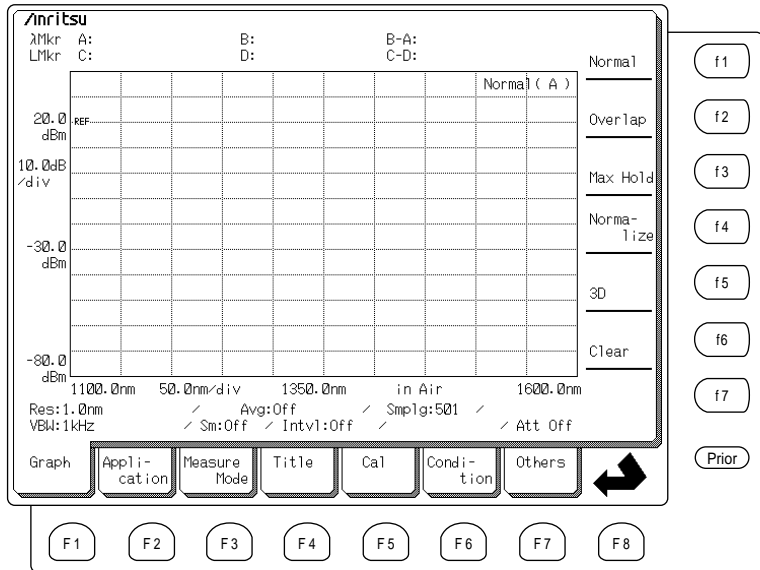 /Inritsu
λMkr A: B: B-A:
LMkr C: D: C-D:
Normal
f1
Normal( A )
20.0
dBm
REF
Overlap
f2
10.0dB
/div
Max Hold
f3
-30.0
dBm
Norma-
lize
f4
3D
f5
-80.0
dBm
Clear
f6
1100.0nm 50.0nm/div 1350.0nm in Air 1600.0nm
f7
Res:1.0nm / Avg:Off / Smplg:501 /
VBW:1kHz / Sm:Off / Intvl:Off / / Att Off
Graph
Appli-
cation
Measure
Mode
Title
Cal
Condi-
tion
Others
Prior
F1 F2 F3 F4 F5 F6 F7 F8